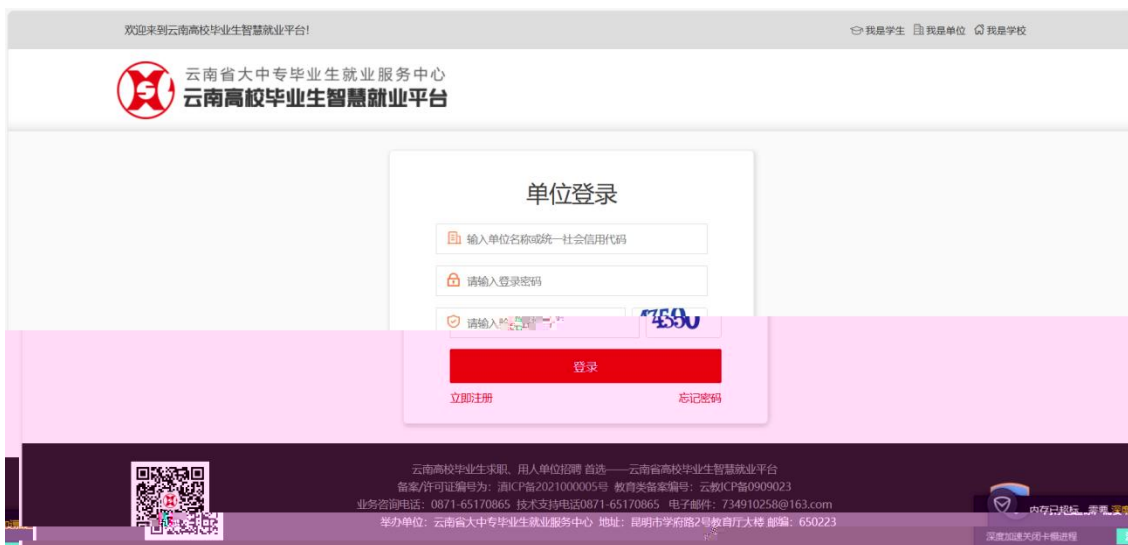 欢迎来到云南高校毕业生智慧就业平台!
我是学生 我是单位 我是学校
云南省大中专毕业生就业服务中心
云南高校毕业生智慧就业平台
单位登录
输入单位名称或统一社会信用代码
请输入登录密码
请输入
登录
立即注册 忘记密码
云南高校毕业生求职、用人单位招聘 首选——云南省高校毕业生智慧就业平台
备案/许可证编号为:滇ICP备2021000005号 教育类备案编号:云教ICP备0909023
业务咨询电话:0871-65170865 技术支持电话0871-65170865 电子邮件:734910258@163.com
举办单位:云南省大中专毕业生就业服务中心 地址:昆明市学府路2号教育厅大楼 邮编:650223
内存已超标,需要
深度加速关闭卡慢进程